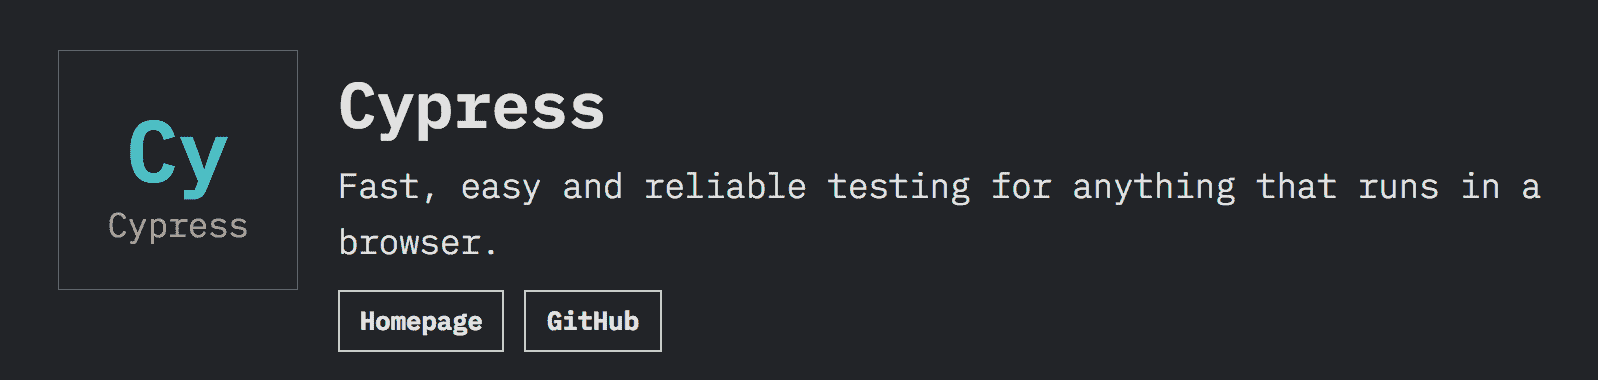 Cy
Cypress
Cypress
Fast, easy and reliable testing for anything that runs in a
browser.
Homepage
GitHub